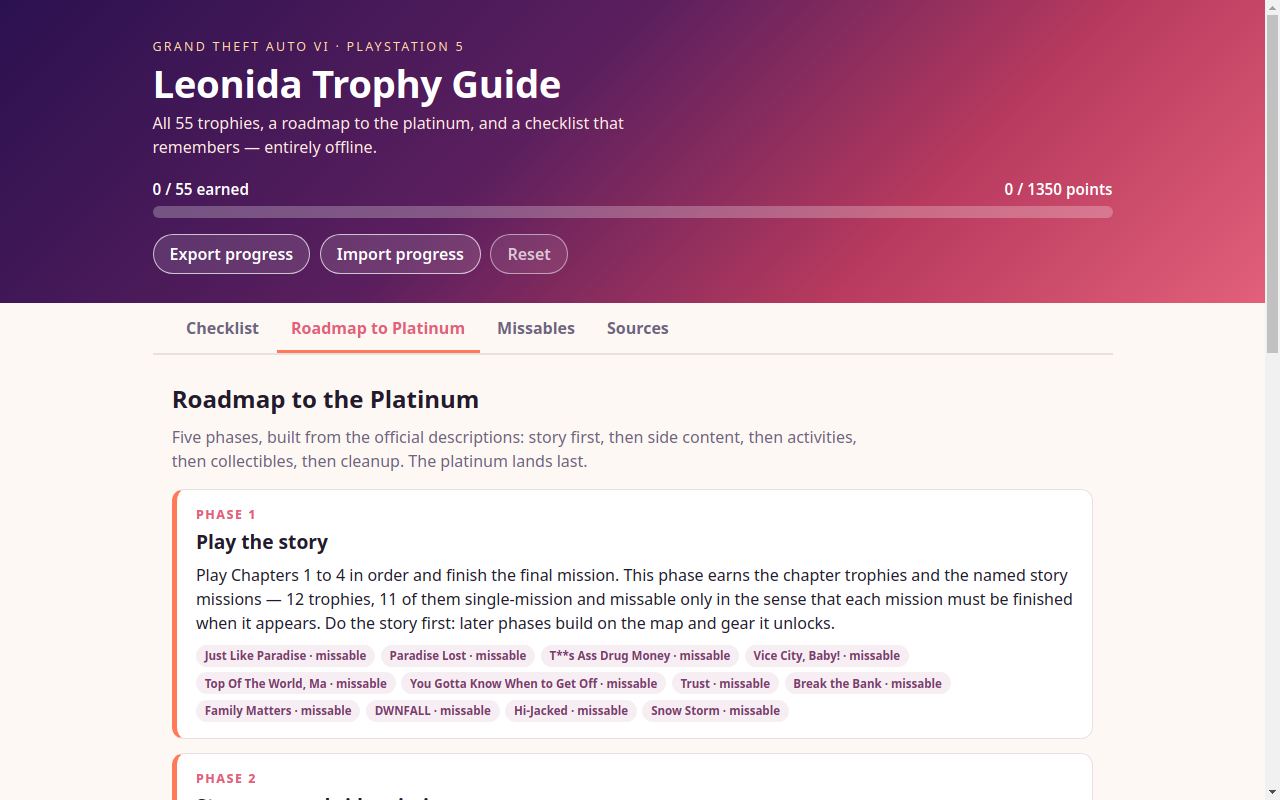 GRAND THEFT AUTO VI · PLAYSTATION 5
Leonida Trophy Guide
All 55 trophies, a roadmap to the platinum, and a checklist that
remembers — entirely offline.
0 / 55 earned
0 / 1350 points
Export progress
Import progress
Reset
Checklist
Roadmap to Platinum
Missables
Sources
Roadmap to the Platinum
Five phases, built from the official descriptions: story first, then side content, then activities,
then collectibles, then cleanup. The platinum lands last.
PHASE 1
Play the story
Play Chapters 1 to 4 in order and finish the final mission. This phase earns the chapter trophies and the named story
missions — 12 trophies, 11 of them single-mission and missable only in the sense that each mission must be finished
when it appears. Do the story first: later phases build on the map and gear it unlocks.
Just Like Paradise · missable
Paradise Lost · missable
T**s Ass Drug Money · missable
Vice City, Baby! · missable
Top Of The World, Ma · missable
You Gotta Know When to Get Off · missable
Trust · missable
Break the Bank · missable
Family Matters · missable
DWNFALL · missable
Hi-Jacked · missable
Snow Storm · missable
PHASE 2